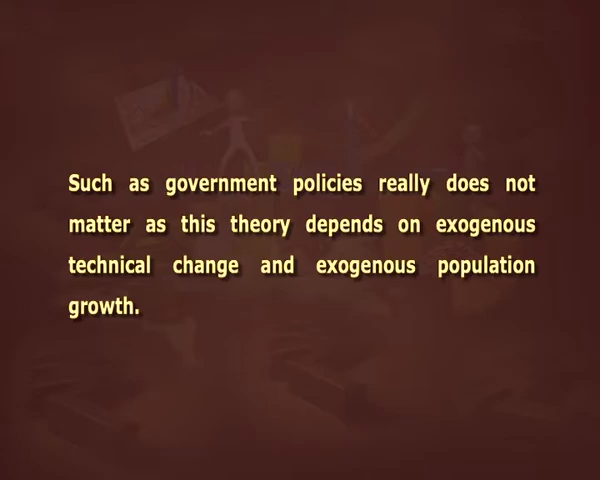 Such as government policies really does not
matter as this theory depends on exogenous
technical change and exogenous population
growth.